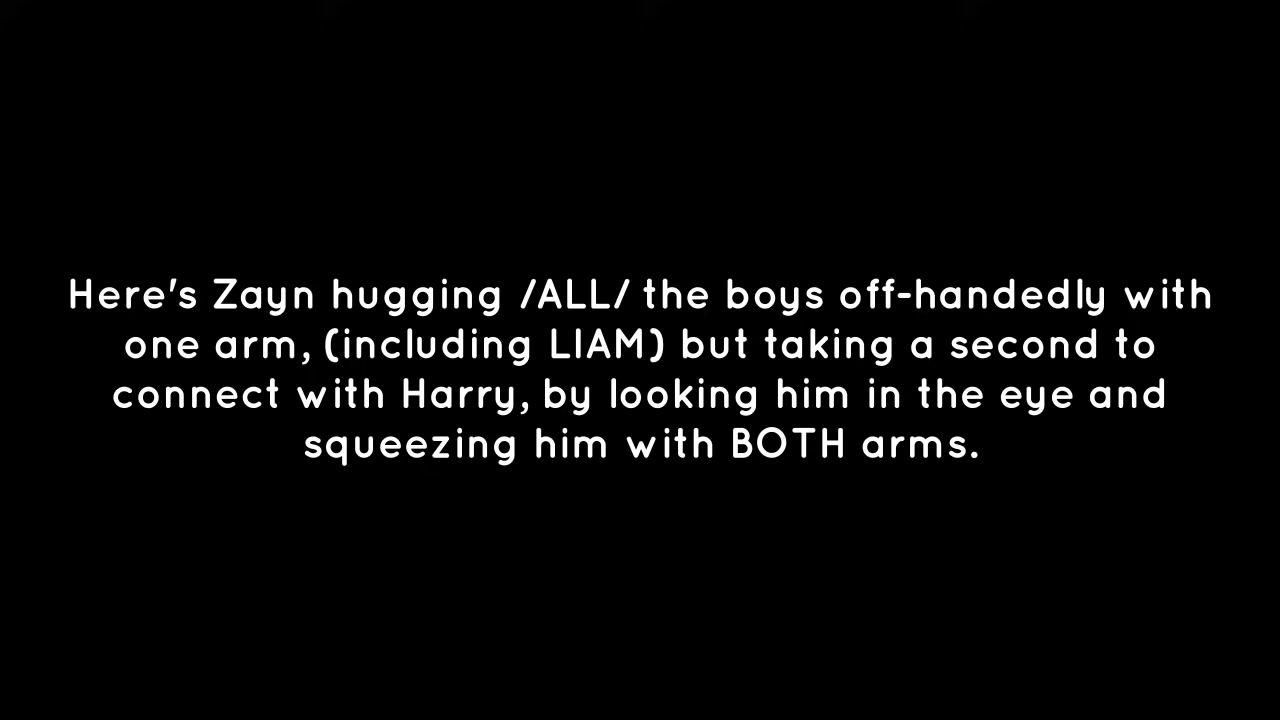 Here's Zayn hugging /ALL/ the boys off-handedly with
one arm, (including LIAM) but taking a second to
connect with Harry, by looking him in the eye and
squeezing him with BOTH arms.